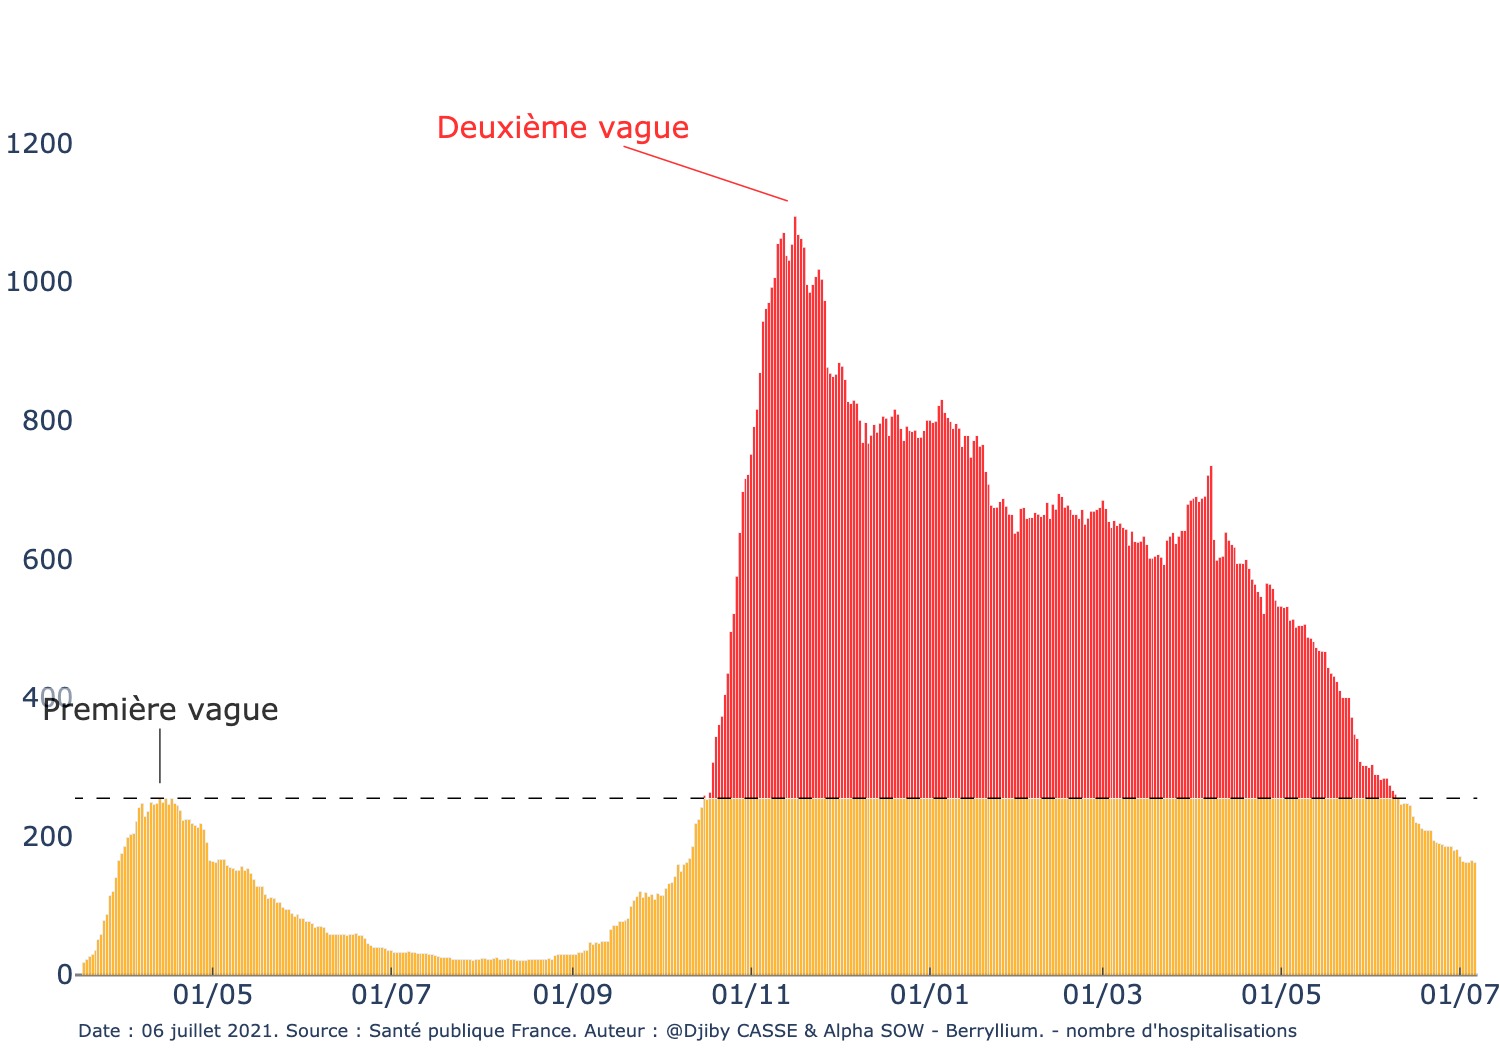 Deuxième vague
1200
1000
800
600
400
Première vague
200
0
01/05 01/07 01/09 01/11 01/01 01/03 01/05 01/07
Date : 06 juillet 2021. Source : Santé publique France. Auteur : @Djiby CASSE & Alpha SOW - Berryllium. - nombre d'hospitalisations